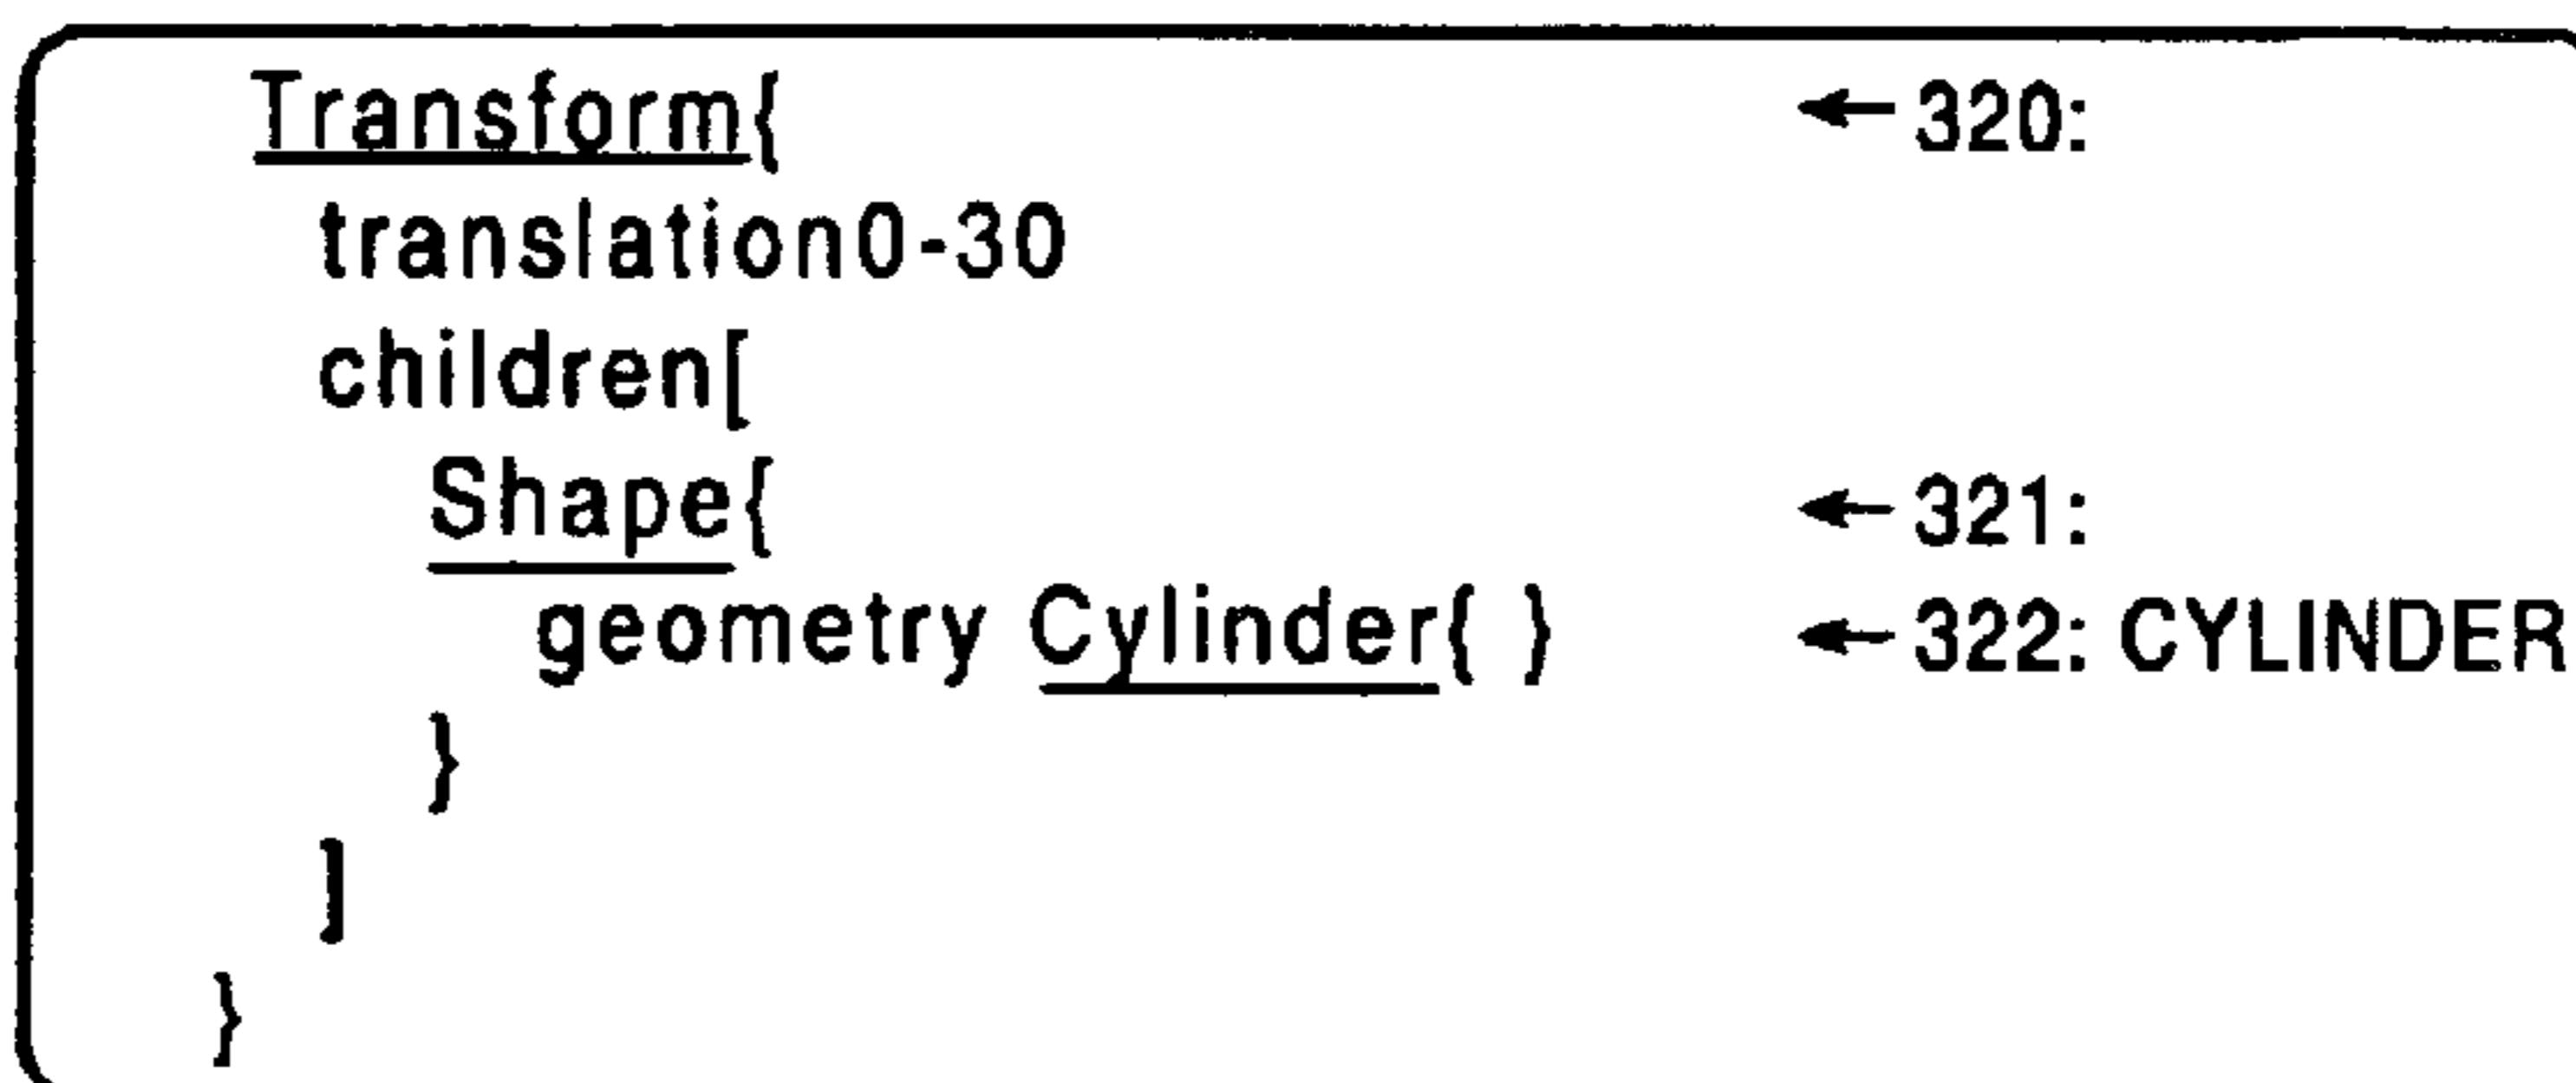 Transform{ ← 320:
translation0-30
children[
Shape{ ← 321:
geometry Cylinder{ } ← 322: CYLINDER
}
]
}